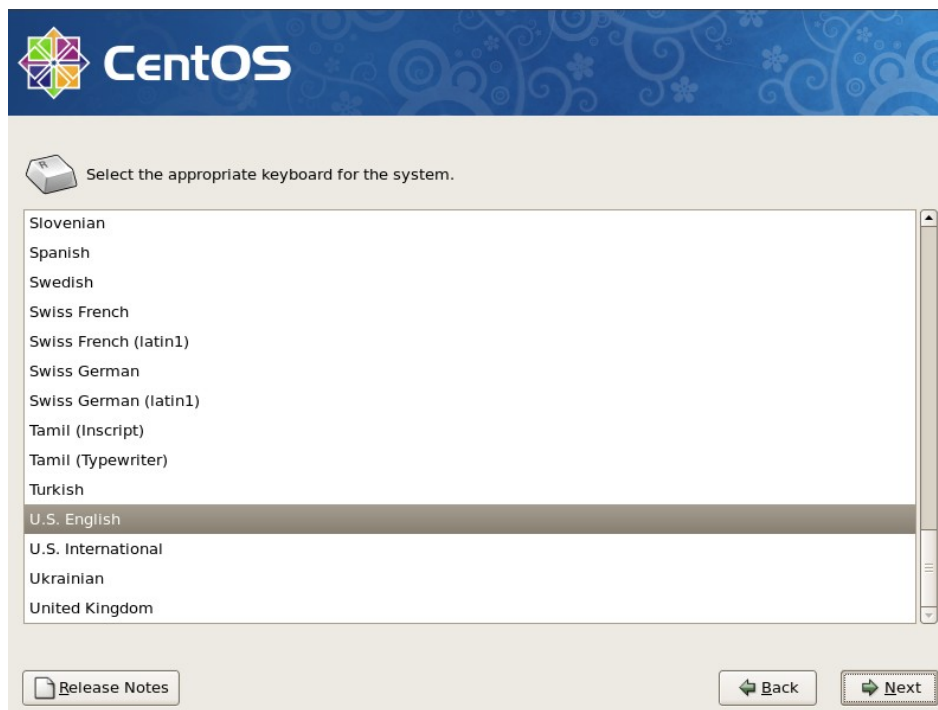 CentOS
R
Select the appropriate keyboard for the system.
Slovenian
Spanish
Swedish
Swiss French
Swiss French (latin1)
Swiss German
Swiss German (latin1)
Tamil (Inscript)
Tamil (Typewriter)
Turkish
U.S. English
U.S. International
Ukrainian
United Kingdom
Release Notes
Back
Next